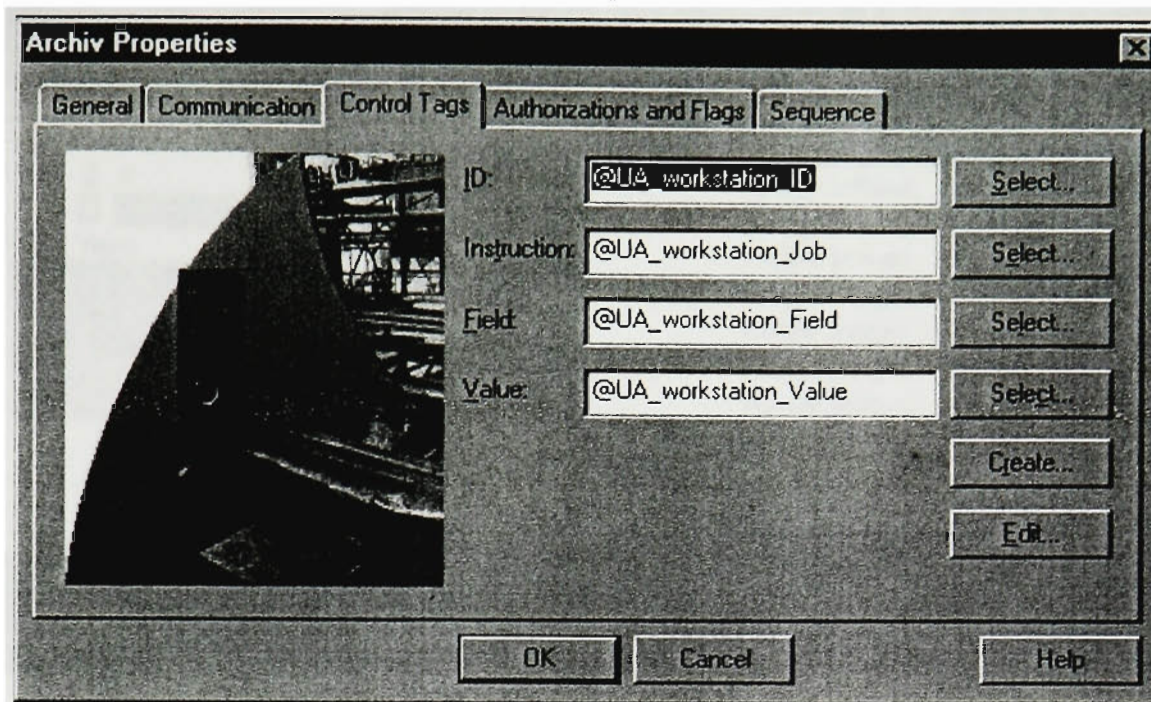 Archiv Properties
General Communication Control Tags Authorizations and Flags Sequence
ID: @UA_workstation_ID Select...
Instruction: @UA_workstation_Job Select...
Field: @UA_workstation_Field Select...
Value: @UA_workstation_Value Select...
Create...
Edit...
OK Cancel Help